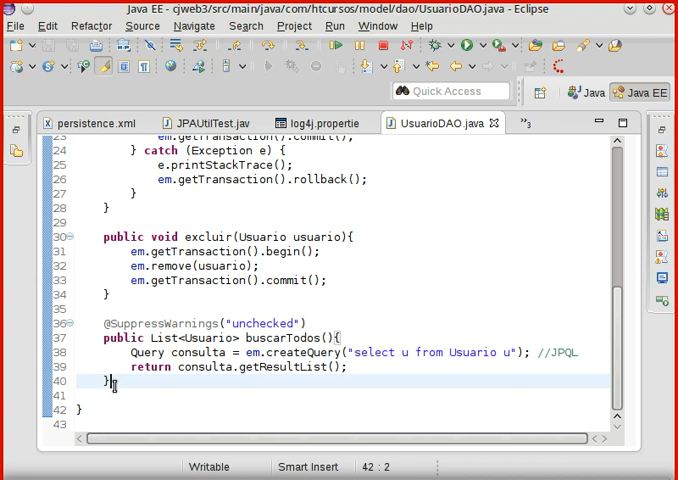 Java EE - cjweb3/src/main/java/com/htcursos/model/dao/UsuarioDAO.java - Eclipse
File Edit Refactor Source Navigate Search Project Run Window Help
Quick Access Java Java EE
persistence.xml JPAUtilTest.jav log4j.propertie UsuarioDAO.java »3
23 em.getTransaction().commit();
24 } catch (Exception e) {
25 e.printStackTrace();
26 em.getTransaction().rollback();
27 }
28 }
29
30 public void excluir(Usuario usuario){
31 em.getTransaction().begin();
32 em.remove(usuario);
33 em.getTransaction().commit();
34 }
35
36 @SuppressWarnings("unchecked")
37 public List<Usuario> buscarTodos(){
38 Query consulta = em.createQuery("select u from Usuario u"); //JPQL
39 return consulta.getResultList();
40 }
41
42 }
43
Writable Smart Insert 42 : 2